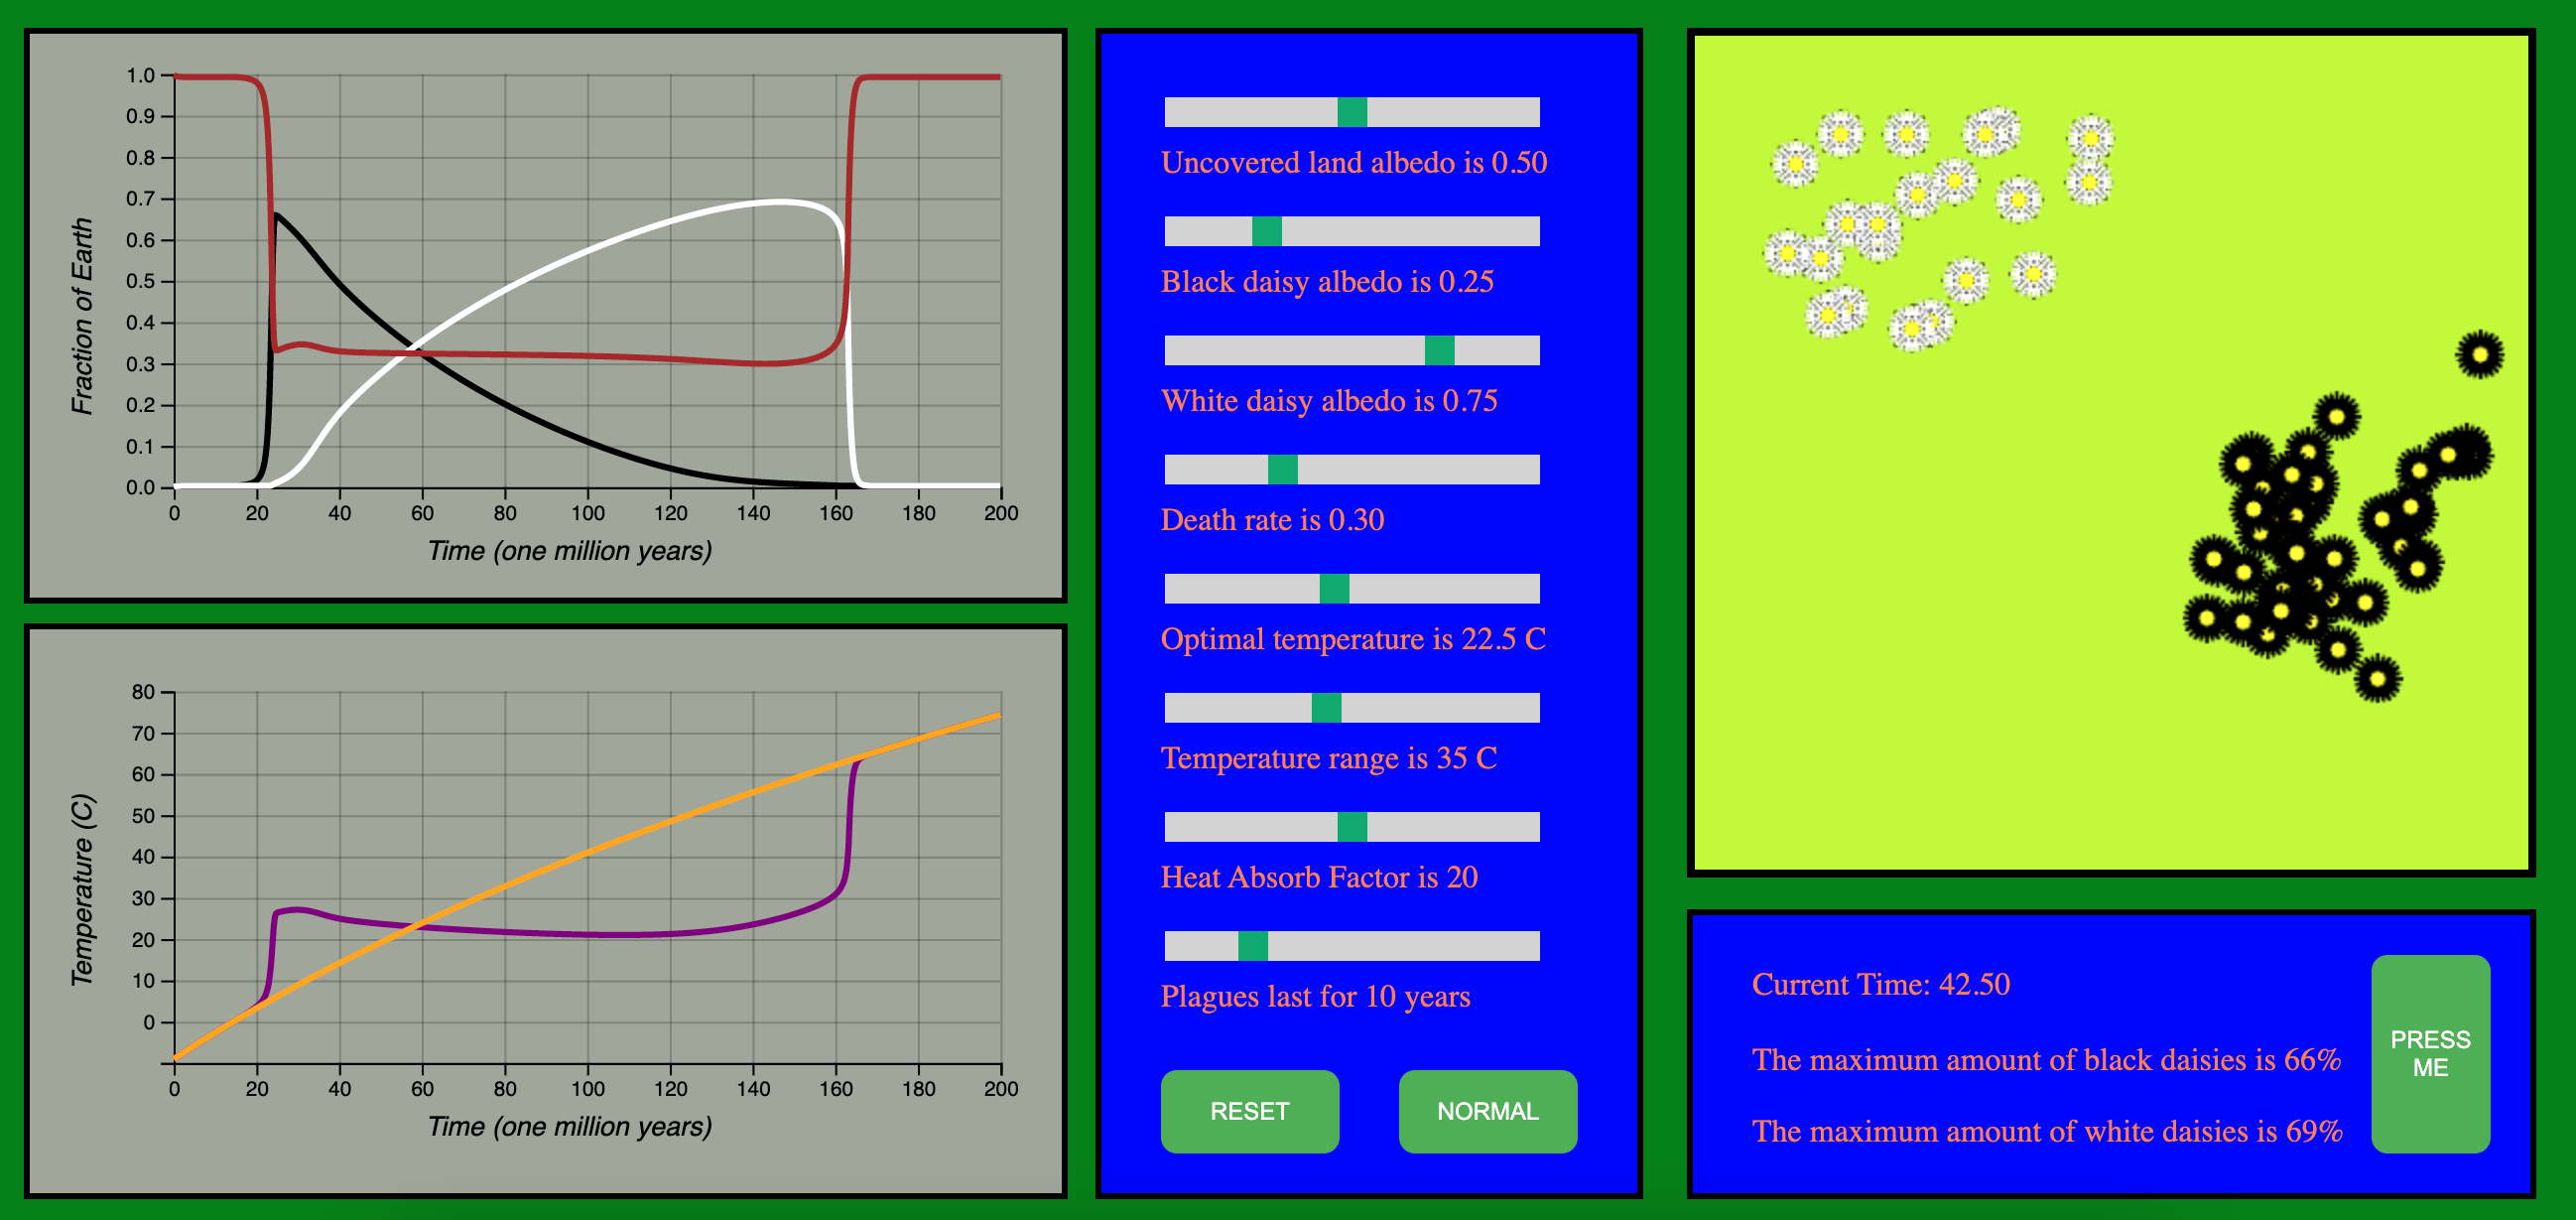 1.0
0.9
0.8
0.7
0.6
0.5
0.4
0.3
0.2
0.1
0.0
0 20 40 60 80 100 120 140 160 180 200
Fraction of Earth
Time (one million years)
80
70
60
50
40
30
20
10
0
0 20 40 60 80 100 120 140 160 180 200
Temperature (C)
Time (one million years)
Uncovered land albedo is 0.50
Black daisy albedo is 0.25
White daisy albedo is 0.75
Death rate is 0.30
Optimal temperature is 22.5 C
Temperature range is 35 C
Heat Absorb Factor is 20
Plagues last for 10 years
RESET NORMAL
Current Time: 42.50
The maximum amount of black daisies is 66%
The maximum amount of white daisies is 69%
PRESS
ME